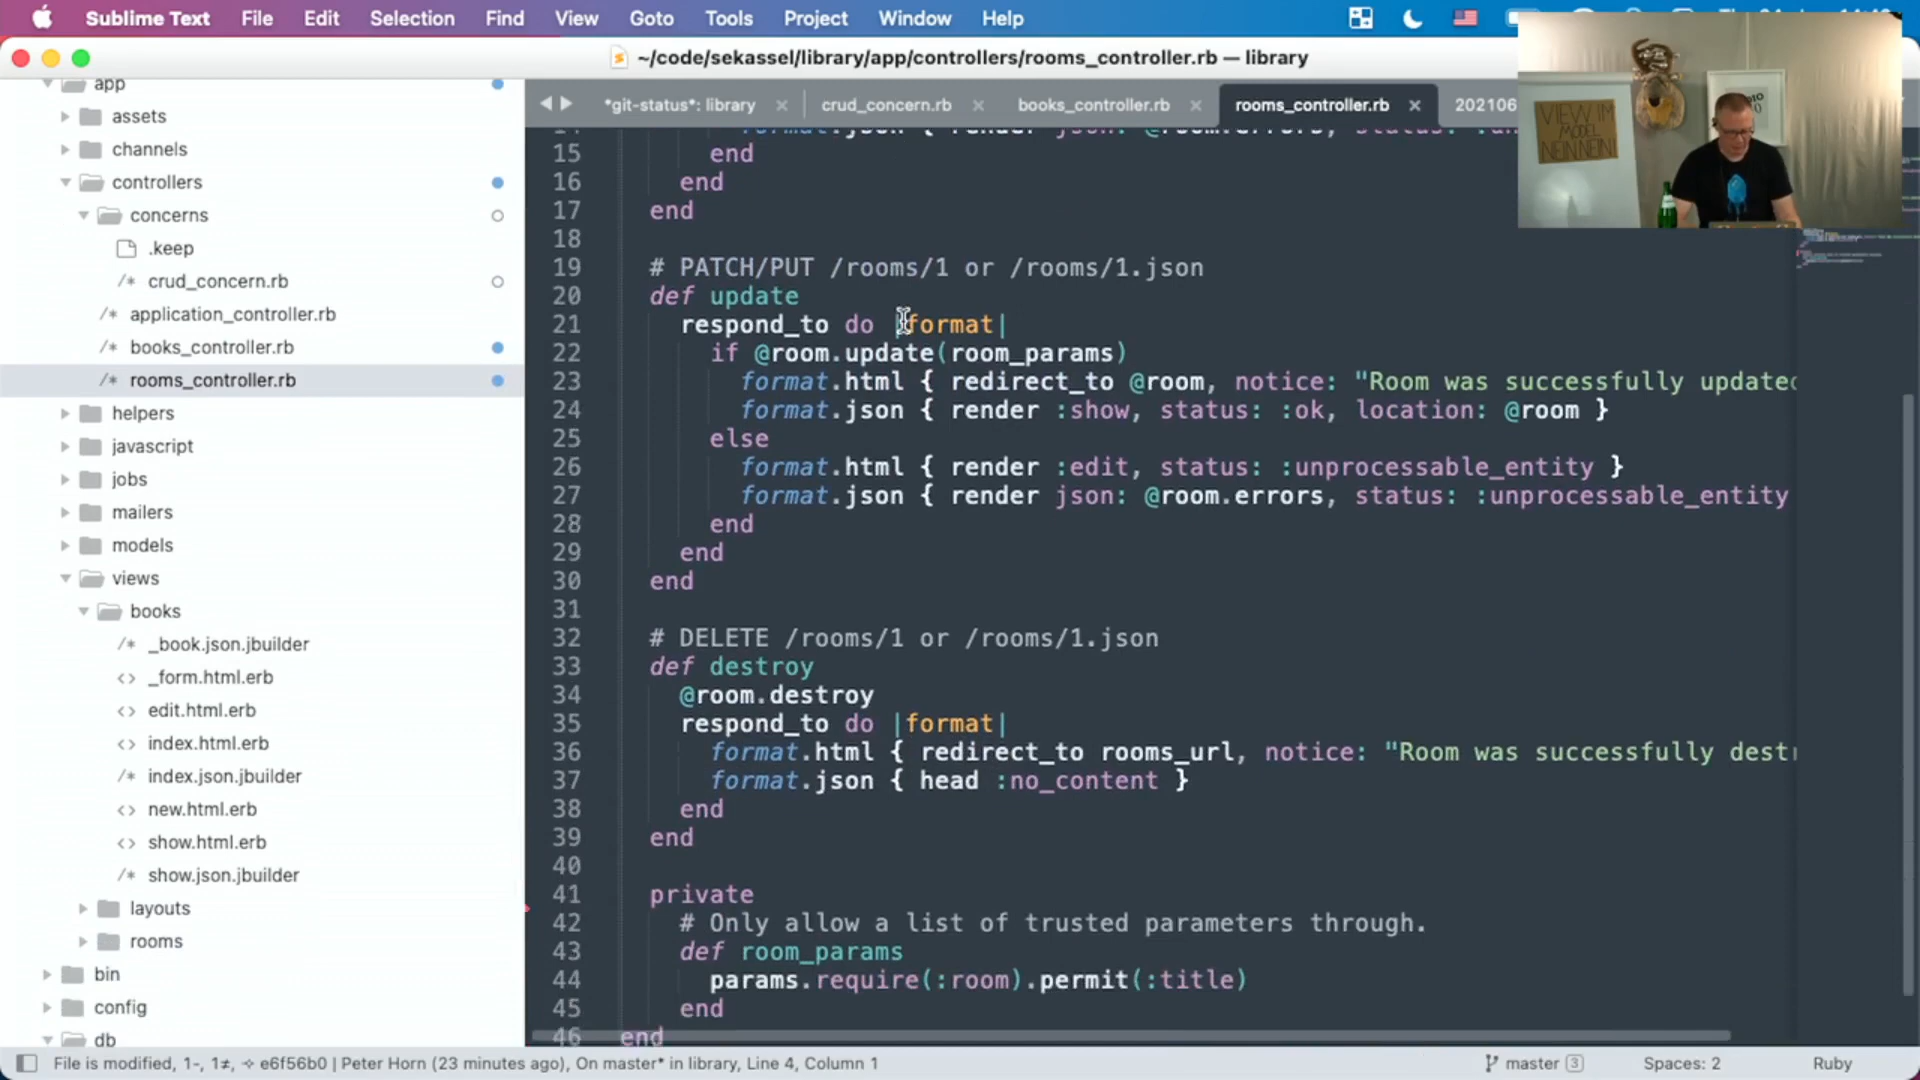 Sublime Text File Edit Selection Find View Goto Tools Project Window Help
~/code/sekassel/library/app/controllers/rooms_controller.rb — library
*git-status*: library crud_concern.rb books_controller.rb rooms_controller.rb 202106
VIEW IM
MODEL
NEIN NEIN!
app
assets
channels
controllers
concerns
.keep
crud_concern.rb
application_controller.rb
books_controller.rb
rooms_controller.rb
helpers
javascript
jobs
mailers
models
views
books
_book.json.jbuilder
_form.html.erb
edit.html.erb
index.html.erb
index.json.jbuilder
new.html.erb
show.html.erb
show.json.jbuilder
layouts
rooms
bin
config
db
15 end
16 end
17 end
18
19 # PATCH/PUT /rooms/1 or /rooms/1.json
20 def update
21 respond_to do |format|
22 if @room.update(room_params)
23 format.html { redirect_to @room, notice: "Room was successfully updated
24 format.json { render :show, status: :ok, location: @room }
25 else
26 format.html { render :edit, status: :unprocessable_entity }
27 format.json { render json: @room.errors, status: :unprocessable_entity
28 end
29 end
30 end
31
32 # DELETE /rooms/1 or /rooms/1.json
33 def destroy
34 @room.destroy
35 respond_to do |format|
36 format.html { redirect_to rooms_url, notice: "Room was successfully destr
37 format.json { head :no_content }
38 end
39 end
40
41 private
42 # Only allow a list of trusted parameters through.
43 def room_params
44 params.require(:room).permit(:title)
45 end
46 end
File is modified, 1-, 1≠, e6f56b0 | Peter Horn (23 minutes ago), On master* in library, Line 4, Column 1 master 3 Spaces: 2 Ruby